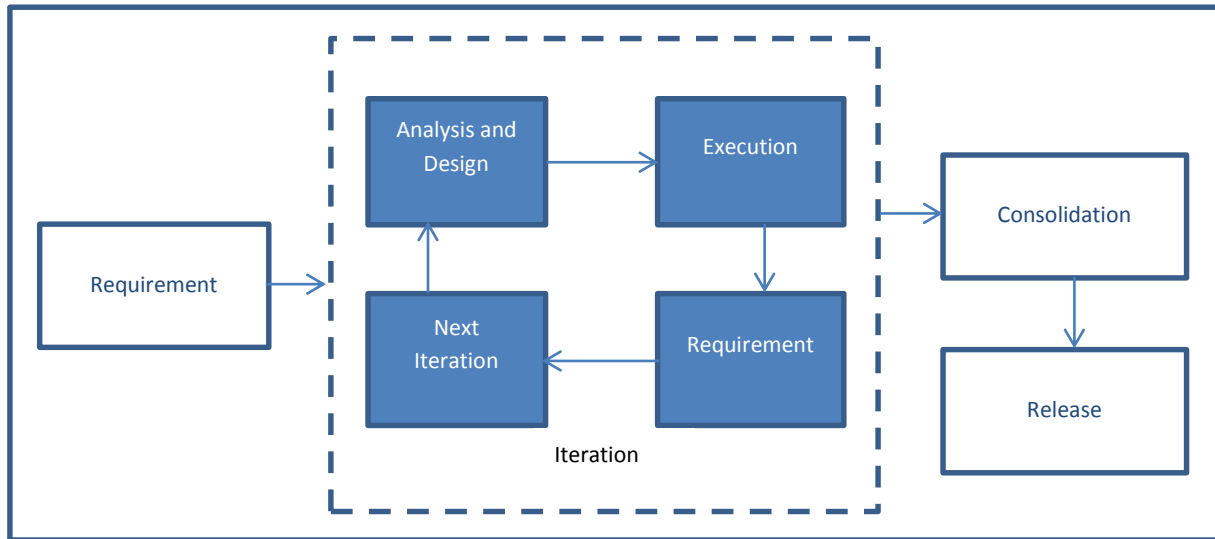 Requirement
Analysis and
Design
Execution
Next
Iteration
Requirement
Iteration
Consolidation
Release